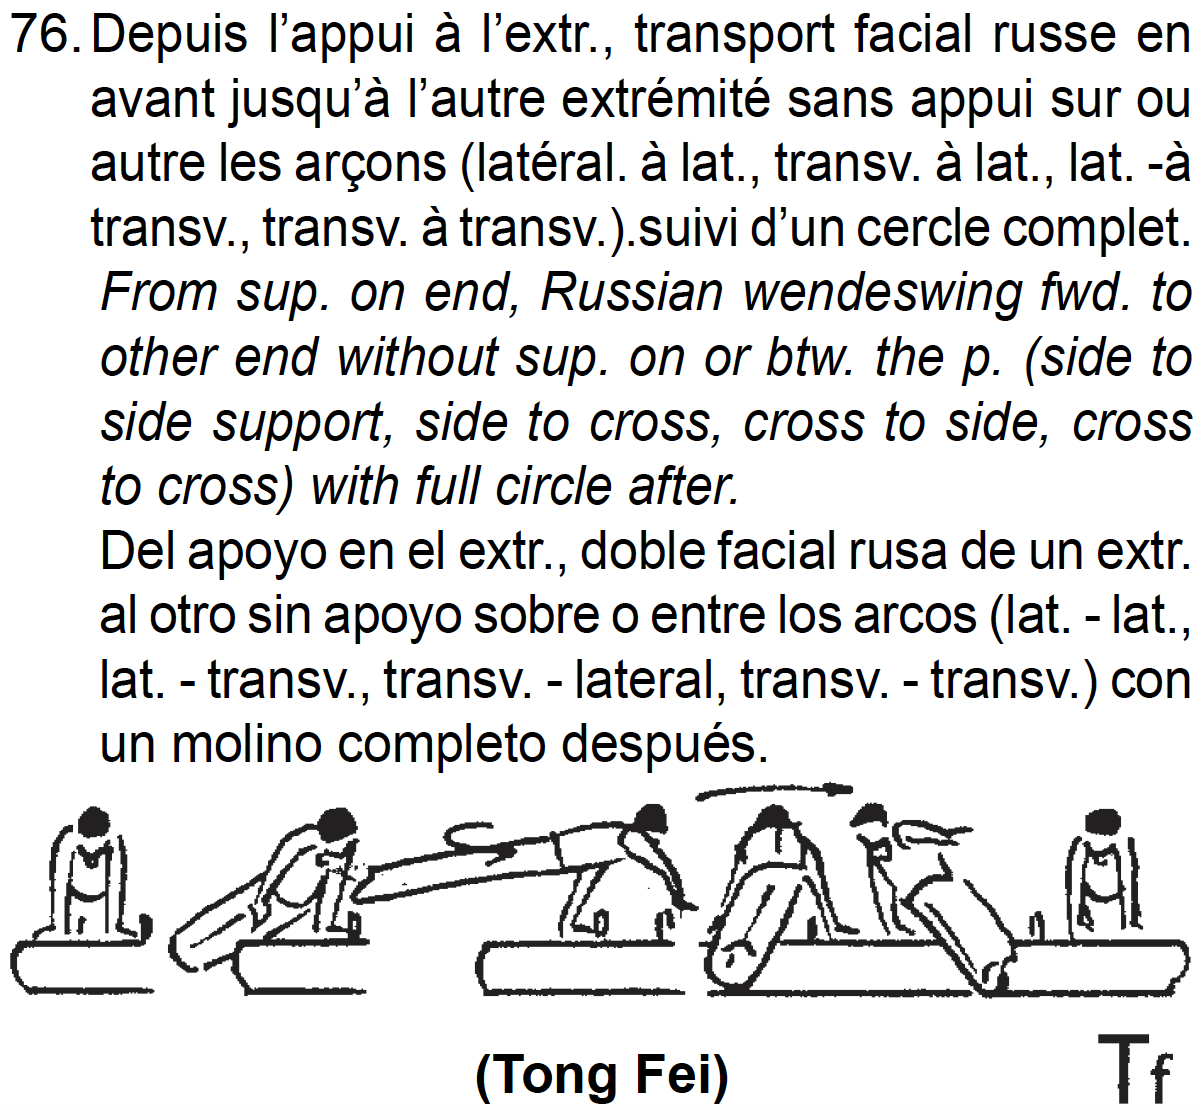 76. Depuis l’appui à l’extr., transport facial russe en
avant jusqu’à l’autre extrémité sans appui sur ou
autre les arçons (latéral. à lat., transv. à lat., lat. -à
transv., transv. à transv.).suivi d’un cercle complet.
From sup. on end, Russian wendeswing fwd. to
other end without sup. on or btw. the p. (side to
side support, side to cross, cross to side, cross
to cross) with full circle after.
Del apoyo en el extr., doble facial rusa de un extr.
al otro sin apoyo sobre o entre los arcos (lat. - lat.,
lat. - transv., transv. - lateral, transv. - transv.) con
un molino completo después.
(Tong Fei)
Tf